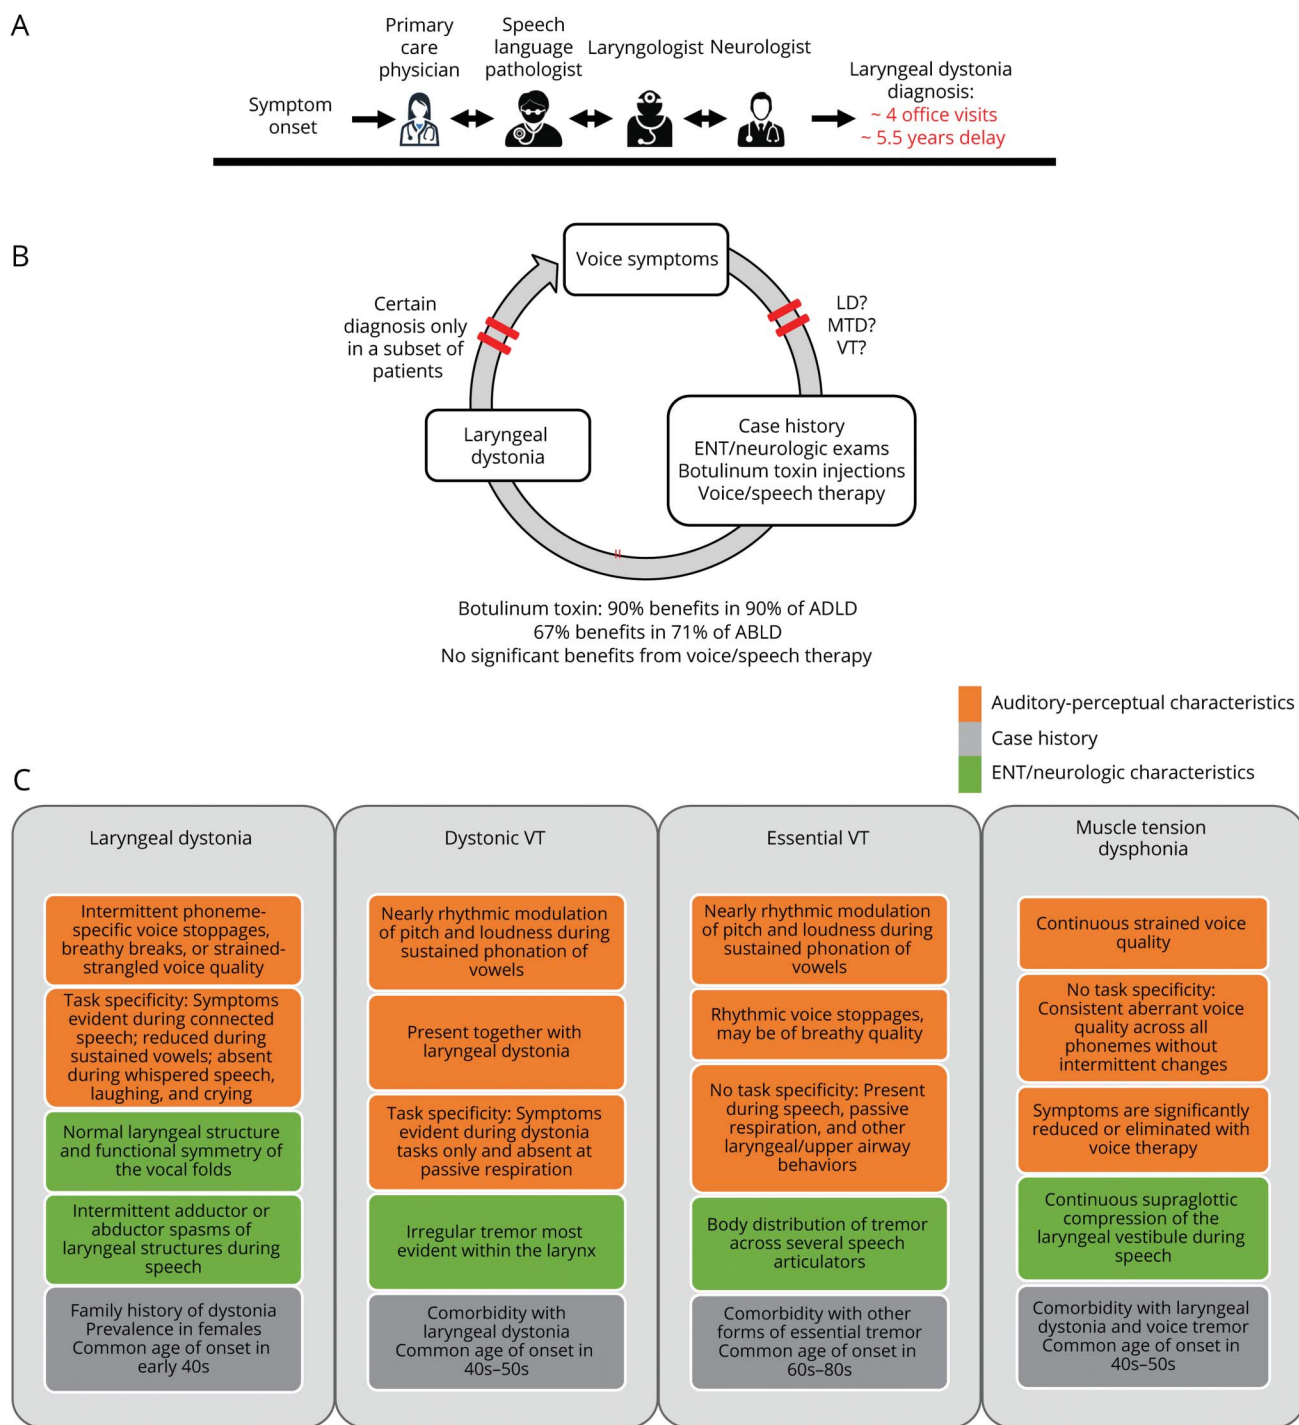 A
Primary
care
physician
Speech
language
pathologist
Laryngologist
Neurologist
Symptom
onset
Laryngeal dystonia
diagnosis:
~ 4 office visits
~ 5.5 years delay
B
Voice symptoms
Certain
diagnosis only
in a subset of
patients
LD?
MTD?
VT?
Laryngeal
dystonia
Case history
ENT/neurologic exams
Botulinum toxin injections
Voice/speech therapy
Botulinum toxin: 90% benefits in 90% of ADLD
67% benefits in 71% of ABLD
No significant benefits from voice/speech therapy
Auditory-perceptual characteristics
Case history
ENT/neurologic characteristics
C
Laryngeal dystonia
Intermittent phoneme-
specific voice stoppages,
breathy breaks, or strained-
strangled voice quality
Task specificity: Symptoms
evident during connected
speech; reduced during
sustained vowels; absent
during whispered speech,
laughing, and crying
Normal laryngeal structure
and functional symmetry of
the vocal folds
Intermittent adductor or
abductor spasms of
laryngeal structures during
speech
Family history of dystonia
Prevalence in females
Common age of onset in
early 40s
Dystonic VT
Nearly rhythmic modulation
of pitch and loudness during
sustained phonation of
vowels
Present together with
laryngeal dystonia
Task specificity: Symptoms
evident during dystonia
tasks only and absent at
passive respiration
Irregular tremor most
evident within the larynx
Comorbidity with
laryngeal dystonia
Common age of onset in
40s–50s
Essential VT
Nearly rhythmic modulation
of pitch and loudness during
sustained phonation of
vowels
Rhythmic voice stoppages,
may be of breathy quality
No task specificity: Present
during speech, passive
respiration, and other
laryngeal/upper airway
behaviors
Body distribution of tremor
across several speech
articulators
Comorbidity with other
forms of essential tremor
Common age of onset in
60s–80s
Muscle tension
dysphonia
Continuous strained voice
quality
No task specificity:
Consistent aberrant voice
quality across all
phonemes without
intermittent changes
Symptoms are significantly
reduced or eliminated with
voice therapy
Continuous supraglottic
compression of the
laryngeal vestibule during
speech
Comorbidity with laryngeal
dystonia and voice tremor
Common age of onset in
40s–50s